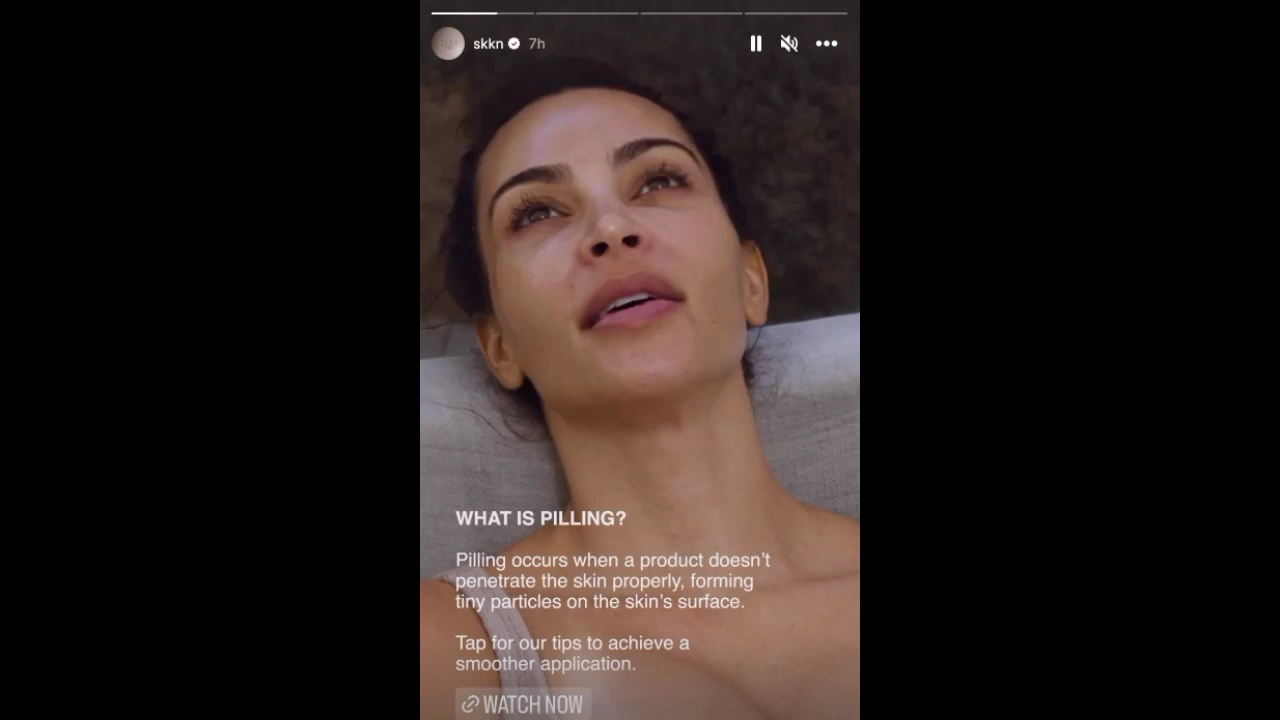 skkn 7h
WHAT IS PILLING?
Pilling occurs when a product doesn't
penetrate the skin properly, forming
tiny particles on the skin's surface.
Tap for our tips to achieve a
smoother application.
WATCH NOW